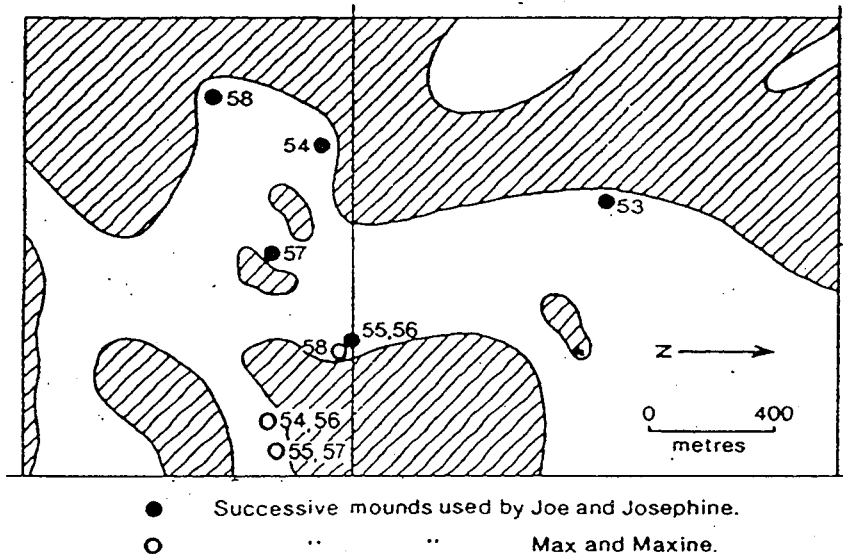 58
54
53
57
55,56
58
N
54,56
0 400
55,57
metres
Successive mounds used by Joe and Josephine.
" " Max and Maxine.